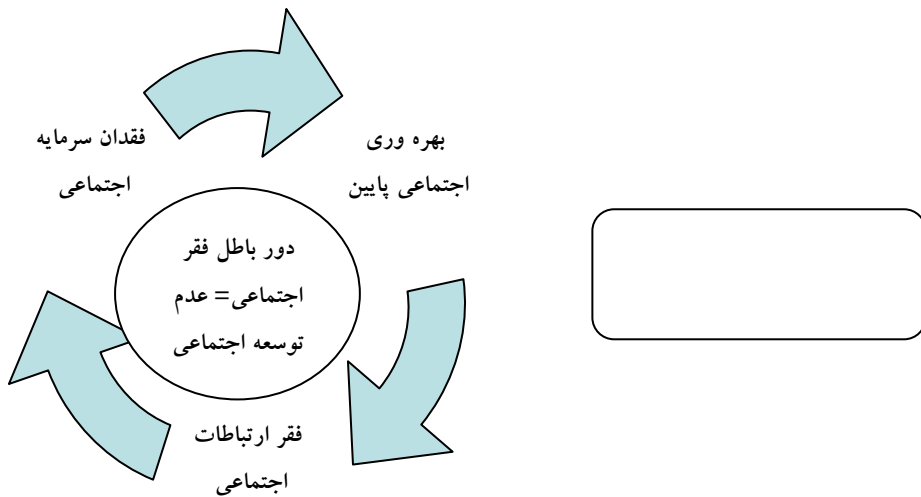 فقدان سرمایه
اجتماعی
بهره وری
اجتماعی پایین
دور باطل فقر
اجتماعی= عدم
توسعه اجتماعی
فقر ارتباطات
اجتماعی